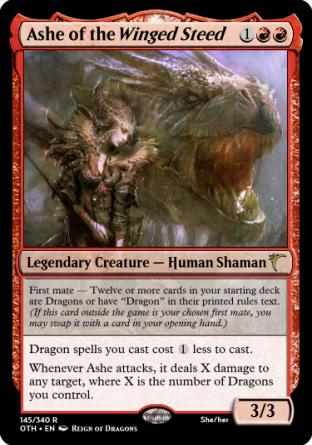 Ashe of the Winged Steed 1
Legendary Creature — Human Shaman
First mate — Twelve or more cards in your starting deck
are Dragons or have “Dragon” in their printed rules text.
(If this card outside the game is your chosen first mate, you
may swap it with a card in your opening hand.)
Dragon spells you cast cost 1 less to cast.
Whenever Ashe attacks, it deals X damage to
any target, where X is the number of Dragons
you control.
3/3
145/340 R
She/her
OTH • EN Reign of Dragons